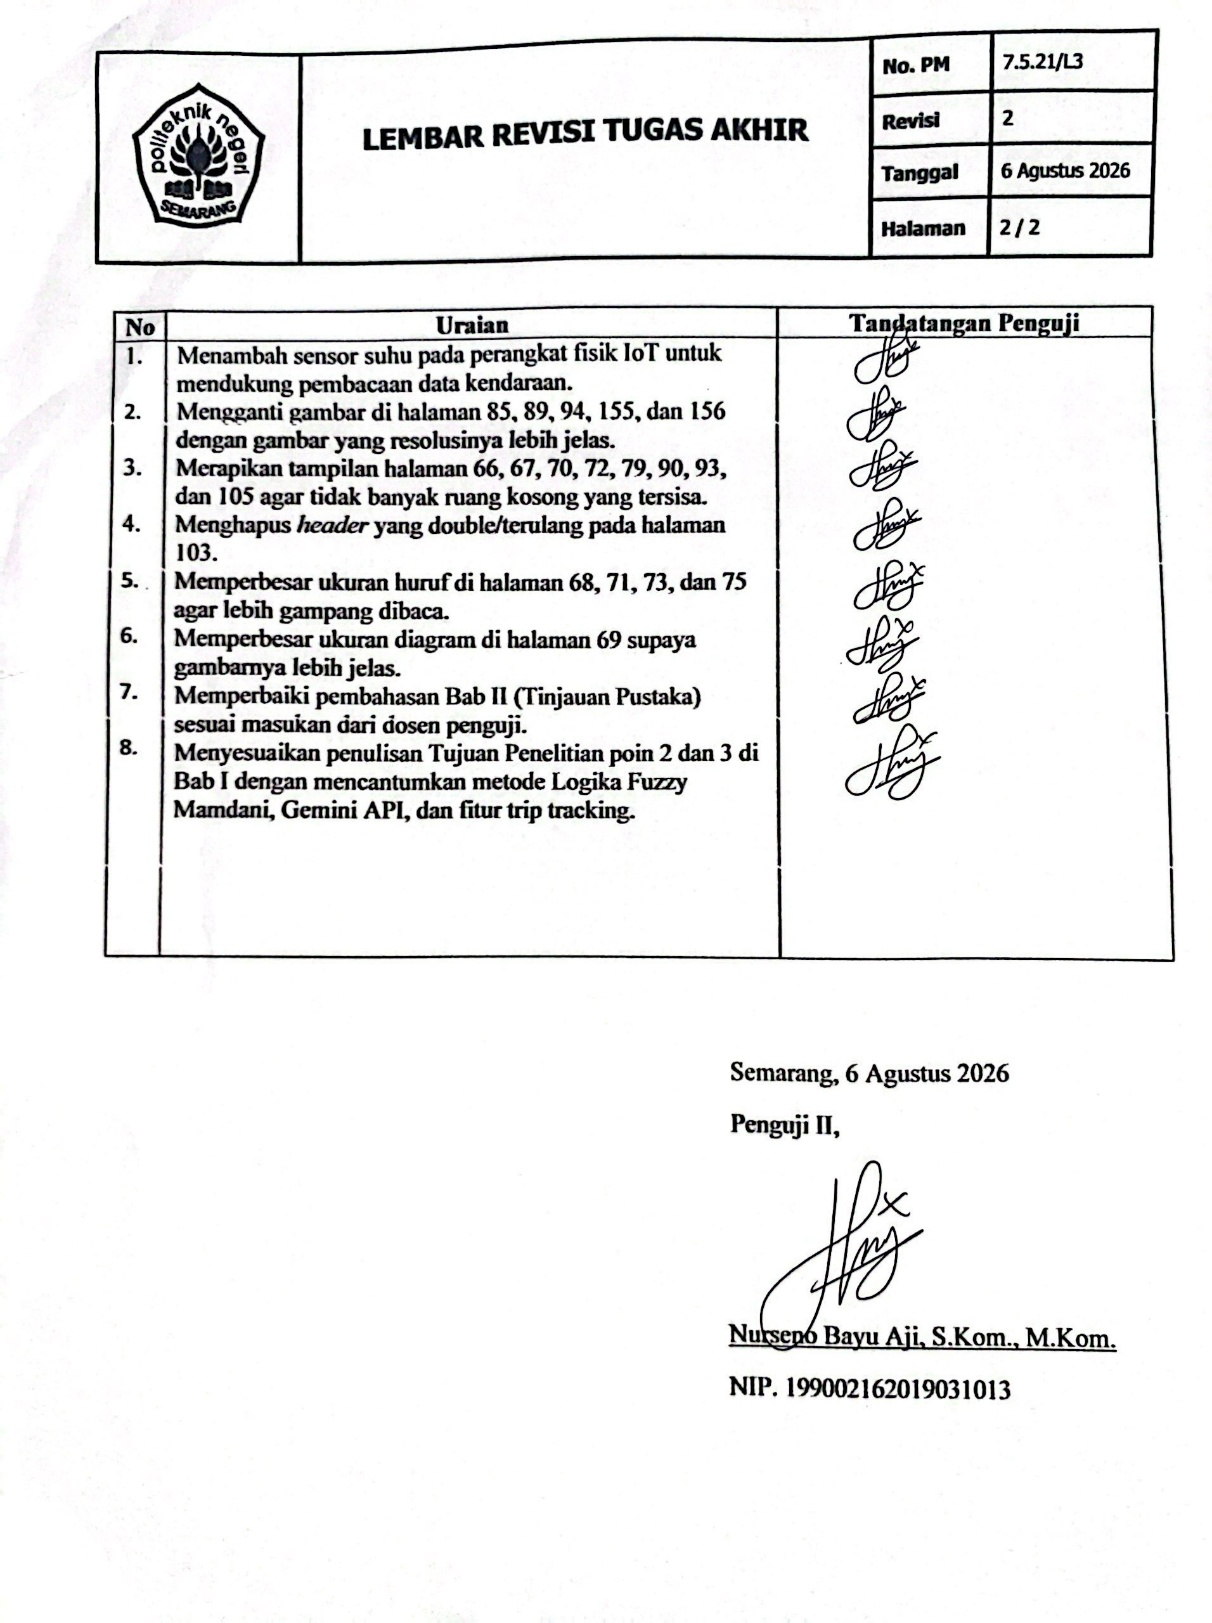 politeknik negeri
SEMARANG
LEMBAR REVISI TUGAS AKHIR
No. PM 7.5.21/L3
Revisi 2
Tanggal 6 Agustus 2026
Halaman 2 / 2
No Uraian Tandatangan Penguji
1. Menambah sensor suhu pada perangkat fisik IoT untuk
mendukung pembacaan data kendaraan.
2. Mengganti gambar di halaman 85, 89, 94, 155, dan 156
dengan gambar yang resolusinya lebih jelas.
3. Merapikan tampilan halaman 66, 67, 70, 72, 79, 90, 93,
dan 105 agar tidak banyak ruang kosong yang tersisa.
4. Menghapus header yang double/terulang pada halaman
103.
5. Memperbesar ukuran huruf di halaman 68, 71, 73, dan 75
agar lebih gampang dibaca.
6. Memperbesar ukuran diagram di halaman 69 supaya
gambarnya lebih jelas.
7. Memperbaiki pembahasan Bab II (Tinjauan Pustaka)
sesuai masukan dari dosen penguji.
8. Menyesuaikan penulisan Tujuan Penelitian poin 2 dan 3 di
Bab I dengan mencantumkan metode Logika Fuzzy
Mamdani, Gemini API, dan fitur trip tracking.
Semarang, 6 Agustus 2026
Penguji II,
Nurseno Bayu Aji, S.Kom., M.Kom.
NIP. 199002162019031013